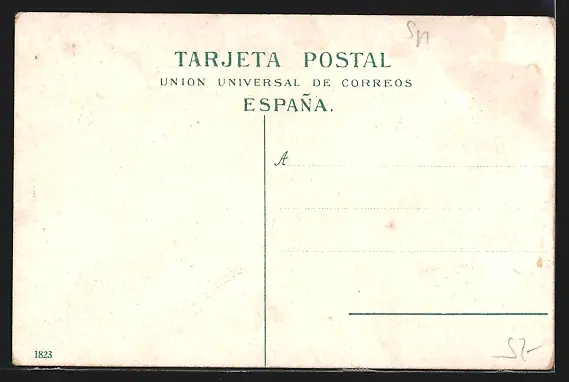 TARJETA POSTAL
UNION UNIVERSAL DE CORREOS
ESPAÑA.
A
1823